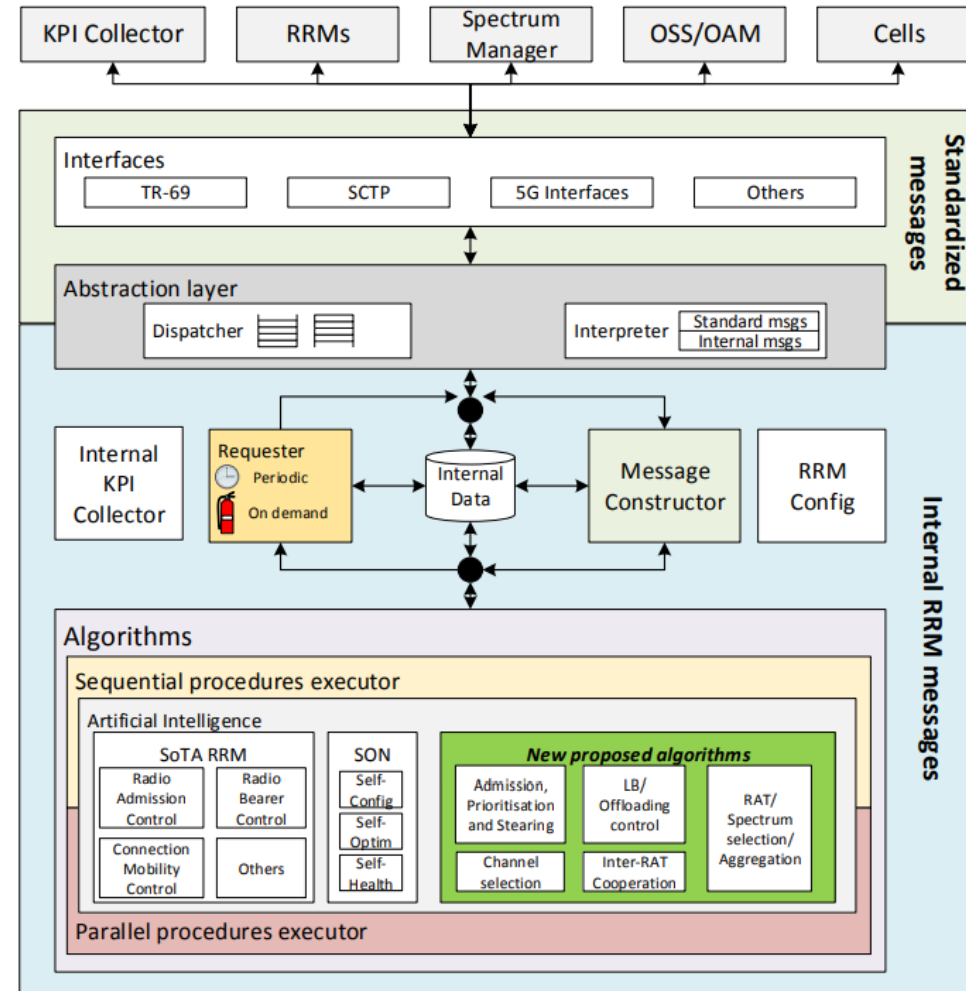 KPI Collector
RRMs
Spectrum
Manager
OSS/OAM
Cells
Standardized
messages
Interfaces
TR-69
SCTP
5G Interfaces
Others
Abstraction layer
Dispatcher
Interpreter
Standard msgs
Internal msgs
Internal
KPI
Collector
Requester
Periodic
On demand
Internal
Data
Message
Constructor
RRM
Config
Internal RRM messages
Algorithms
Sequential procedures executor
Artificial Intelligence
SoTA RRM
Radio
Admission
Control
Radio
Bearer
Control
Connection
Mobility
Control
Others
SON
Self-
Config
Self-
Optim
Self-
Health
New proposed algorithms
Admission,
Prioritisation
and Stearing
LB/
Offloading
control
RAT/
Spectrum
selection/
Aggregation
Channel
selection
Inter-RAT
Cooperation
Parallel procedures executor